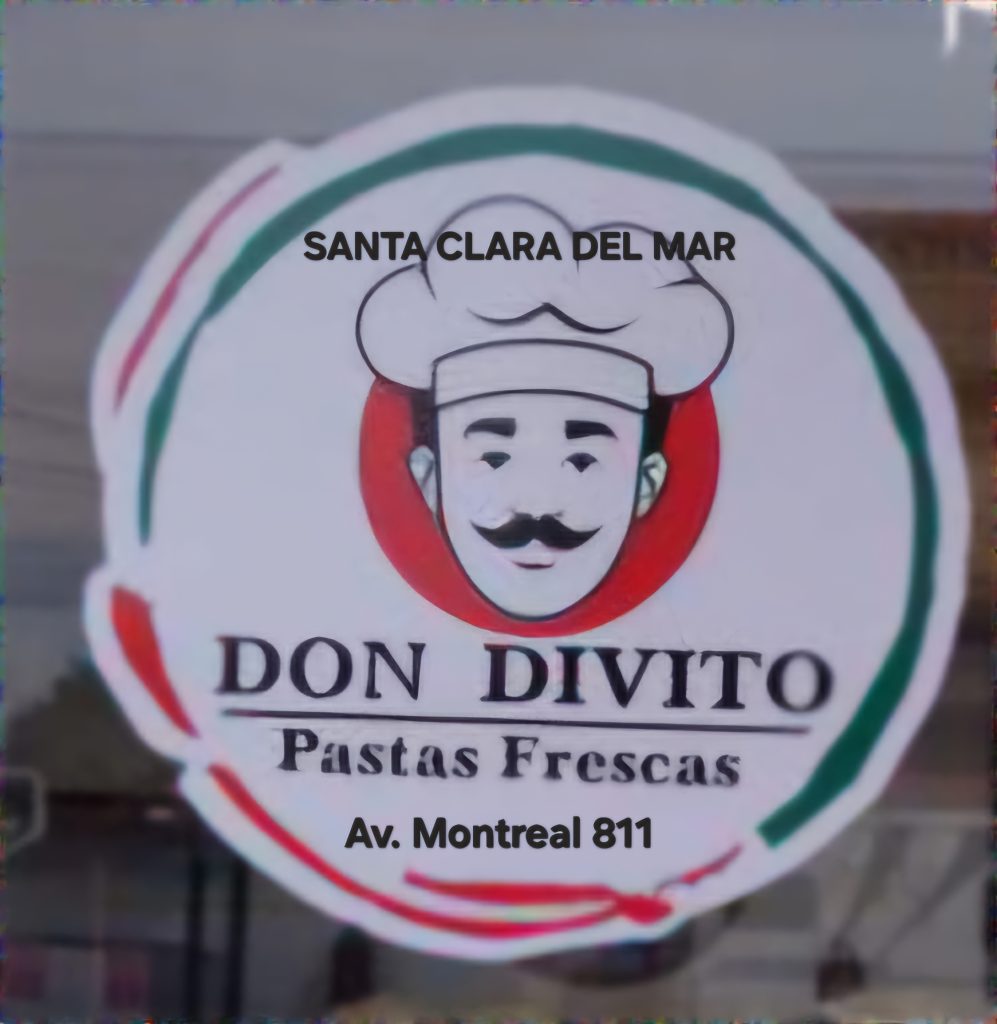 SANTA CLARA DEL MAR
DON DIVITO
Pastas Frescas
Av. Montreal 811